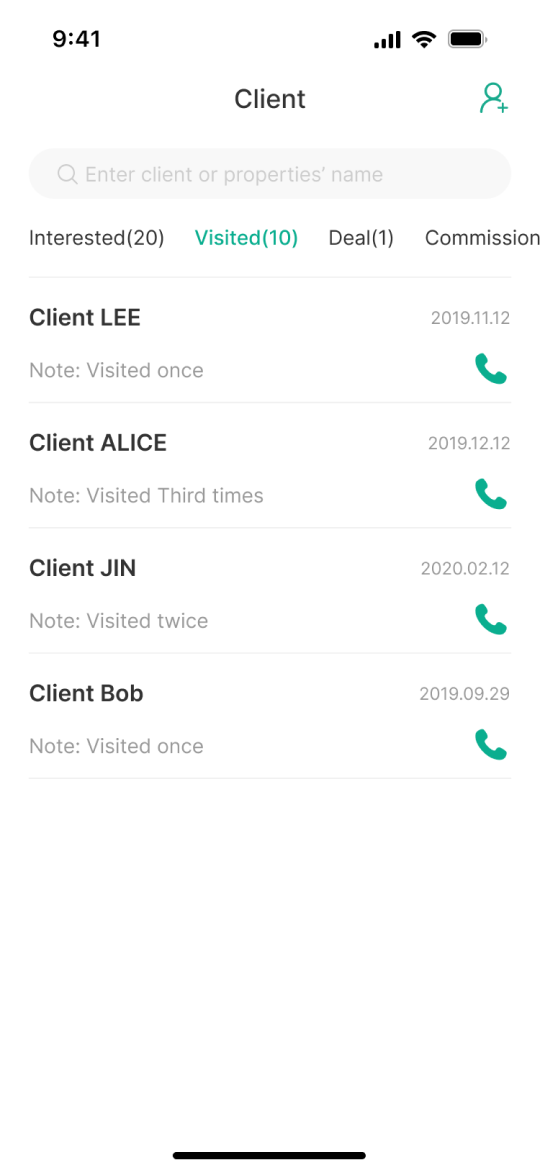 9:41
Client
Enter client or properties’ name
Interested(20) Visited(10) Deal(1) Commission
Client LEE 2019.11.12
Note: Visited once
Client ALICE 2019.12.12
Note: Visited Third times
Client JIN 2020.02.12
Note: Visited twice
Client Bob 2019.09.29
Note: Visited once